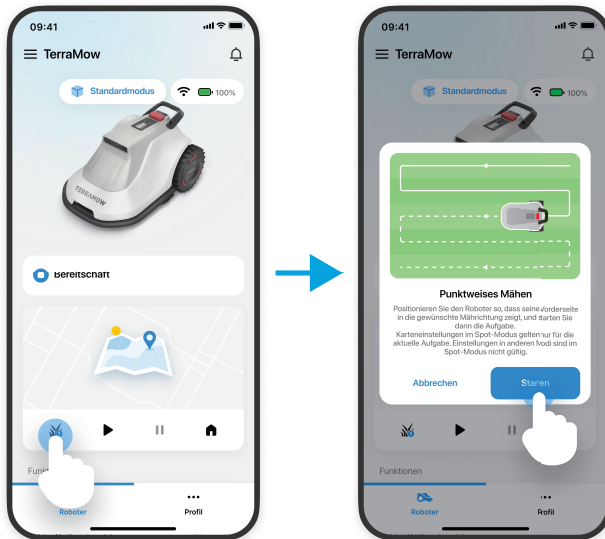 09:41
TerraMow
Standardmodus
100%
TERRAMOW
Bereitschaft
Roboter
Profil
09:41
TerraMow
Standardmodus
100%
Punktweises Mähen
Positionieren Sie den Roboter so, dass seine Vorderseite
in die gewünschte Mährichtung zeigt, und starten Sie
dann die Aufgabe.
Karteneinstellungen im Spot-Modus gelten nur für die
aktuelle Aufgabe. Einstellungen in anderen Modi sind im
Spot-Modus nicht gültig.
Abbrechen
Funktionen
Roboter
Profil